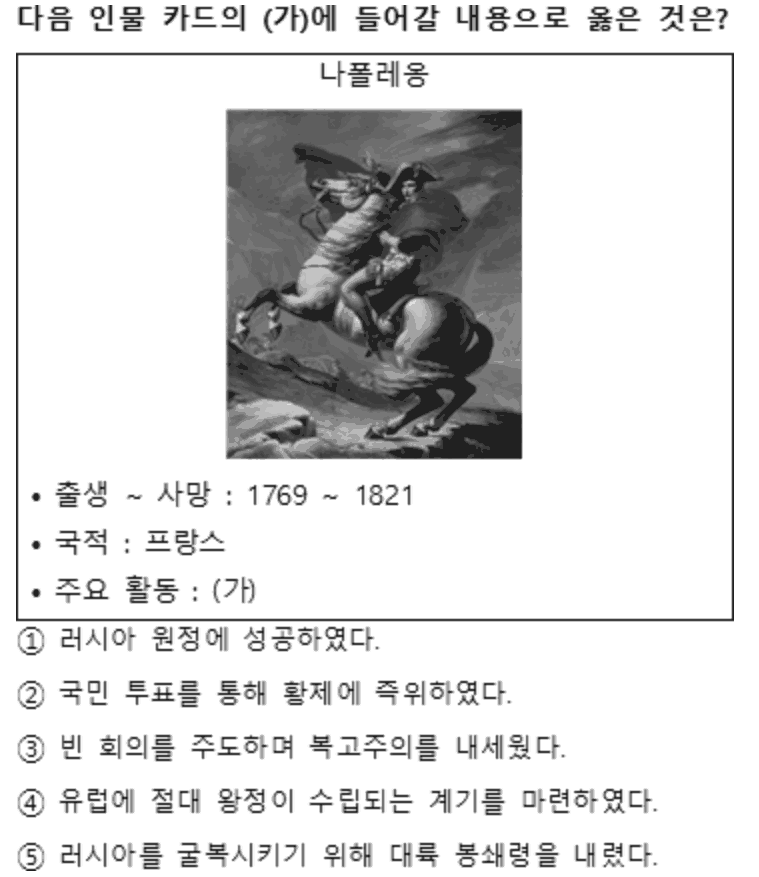 다음 인물 카드의 (가)에 들어갈 내용으로 옳은 것은?
나폴레옹
• 출생 ~ 사망 : 1769 ~ 1821
• 국적 : 프랑스
• 주요 활동 : (가)
① 러시아 원정에 성공하였다.
② 국민 투표를 통해 황제에 즉위하였다.
③ 빈 회의를 주도하며 복고주의를 내세웠다.
④ 유럽에 절대 왕정이 수립되는 계기를 마련하였다.
⑤ 러시아를 굴복시키기 위해 대륙 봉쇄령을 내렸다.